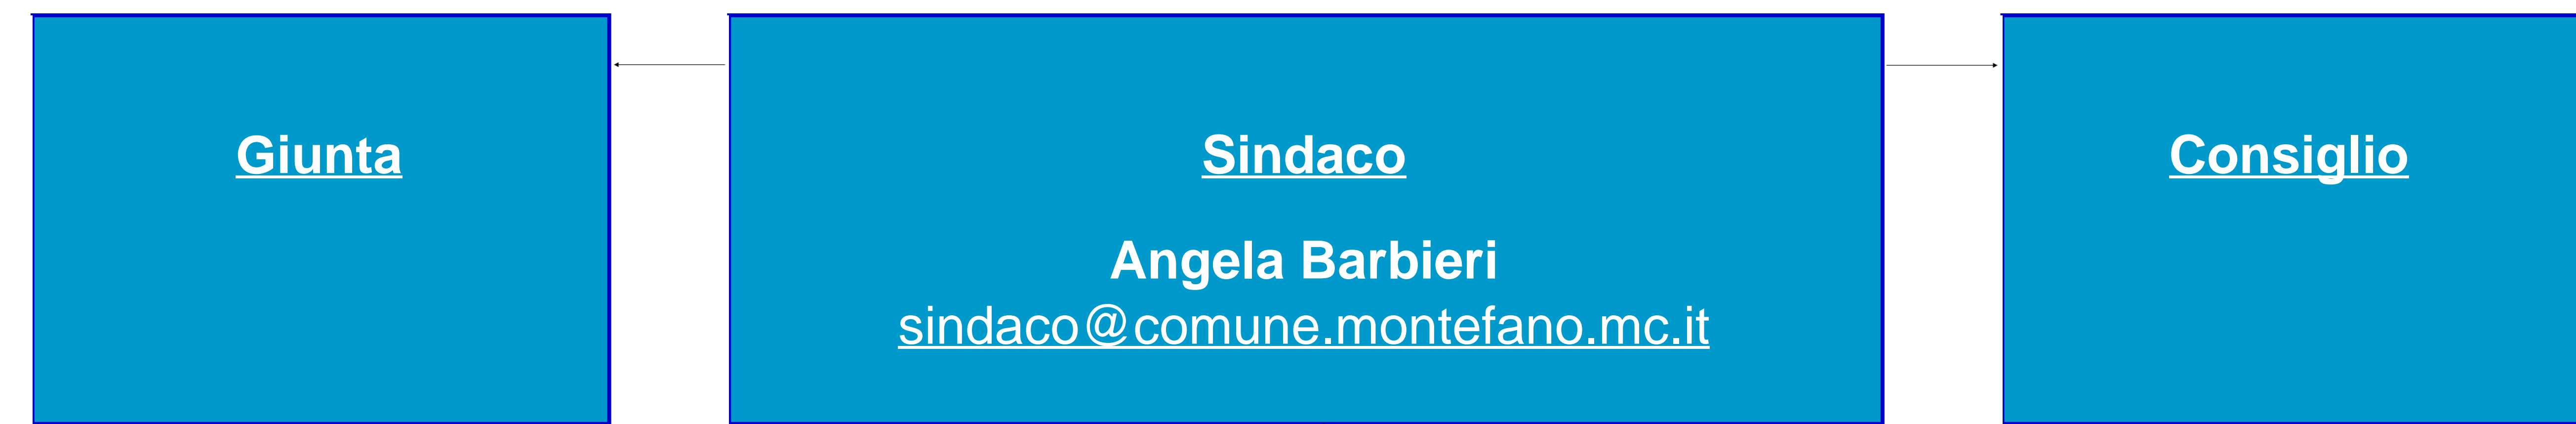 Giunta
Sindaco
Angela Barbieri
sindaco@comune.montefano.mc.it
Consiglio